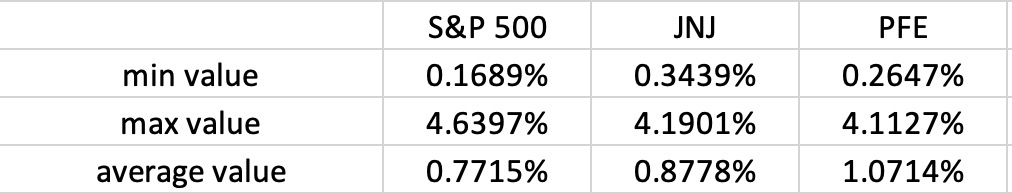 S&P 500 JNJ PFE
min value 0.1689% 0.3439% 0.2647%
max value 4.6397% 4.1901% 4.1127%
average value 0.7715% 0.8778% 1.0714%